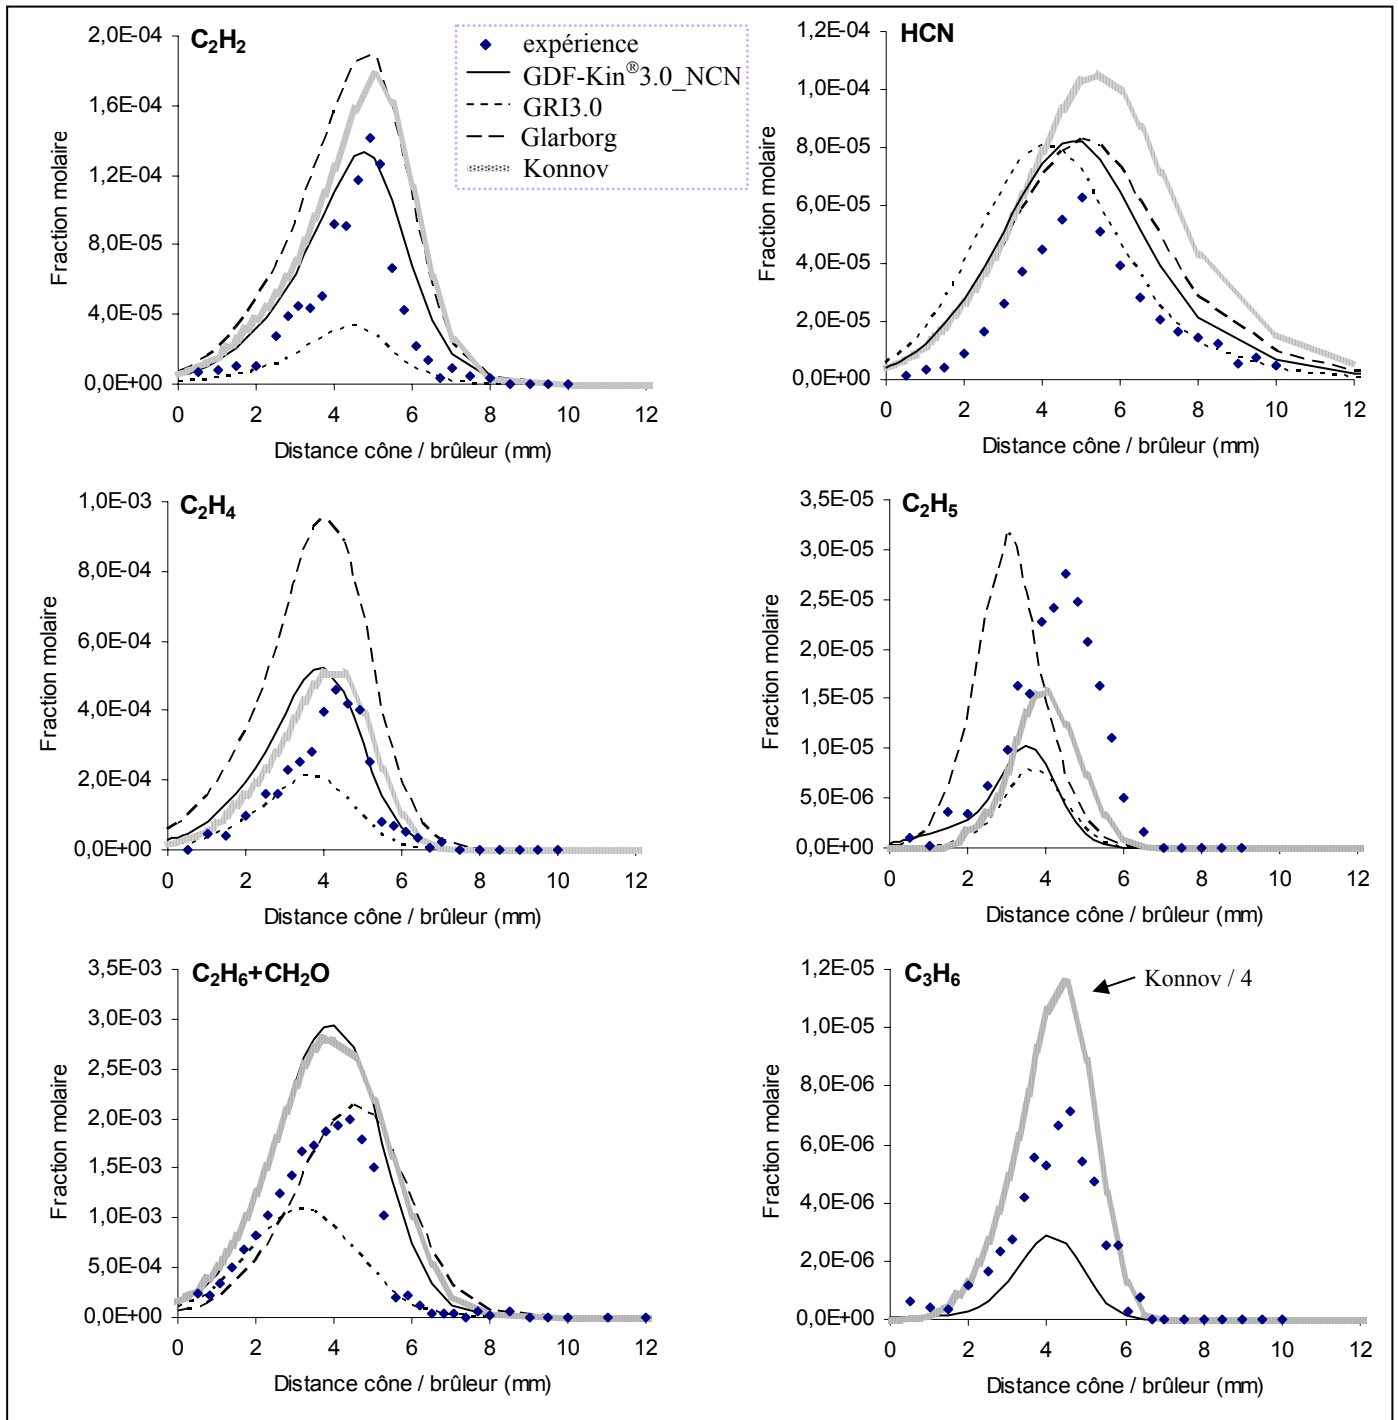 C2H2
2,0E-04
1,6E-04
1,2E-04
8,0E-05
4,0E-05
0,0E+00
0 2 4 6 8 10 12
Fraction molaire
Distance cône / brûleur (mm)
expérience
GDF-Kin®3.0_NCN
GRI3.0
Glarborg
Konnov
HCN
1,2E-04
1,0E-04
8,0E-05
6,0E-05
4,0E-05
2,0E-05
0,0E+00
0 2 4 6 8 10 12
Fraction molaire
Distance cône / brûleur (mm)
C2H4
1,0E-03
8,0E-04
6,0E-04
4,0E-04
2,0E-04
0,0E+00
0 2 4 6 8 10 12
Fraction molaire
Distance cône / brûleur (mm)
C2H5
3,5E-05
3,0E-05
2,5E-05
2,0E-05
1,5E-05
1,0E-05
5,0E-06
0,0E+00
0 2 4 6 8 10 12
Fraction molaire
Distance cône / brûleur (mm)
C2H6+CH2O
3,5E-03
3,0E-03
2,5E-03
2,0E-03
1,5E-03
1,0E-03
5,0E-04
0,0E+00
0 2 4 6 8 10 12
Fraction molaire
Distance cône / brûleur (mm)
C3H6
Konnov / 4
1,2E-05
1,0E-05
8,0E-06
6,0E-06
4,0E-06
2,0E-06
0,0E+00
0 2 4 6 8 10 12
Fraction molaire
Distance cône / brûleur (mm)